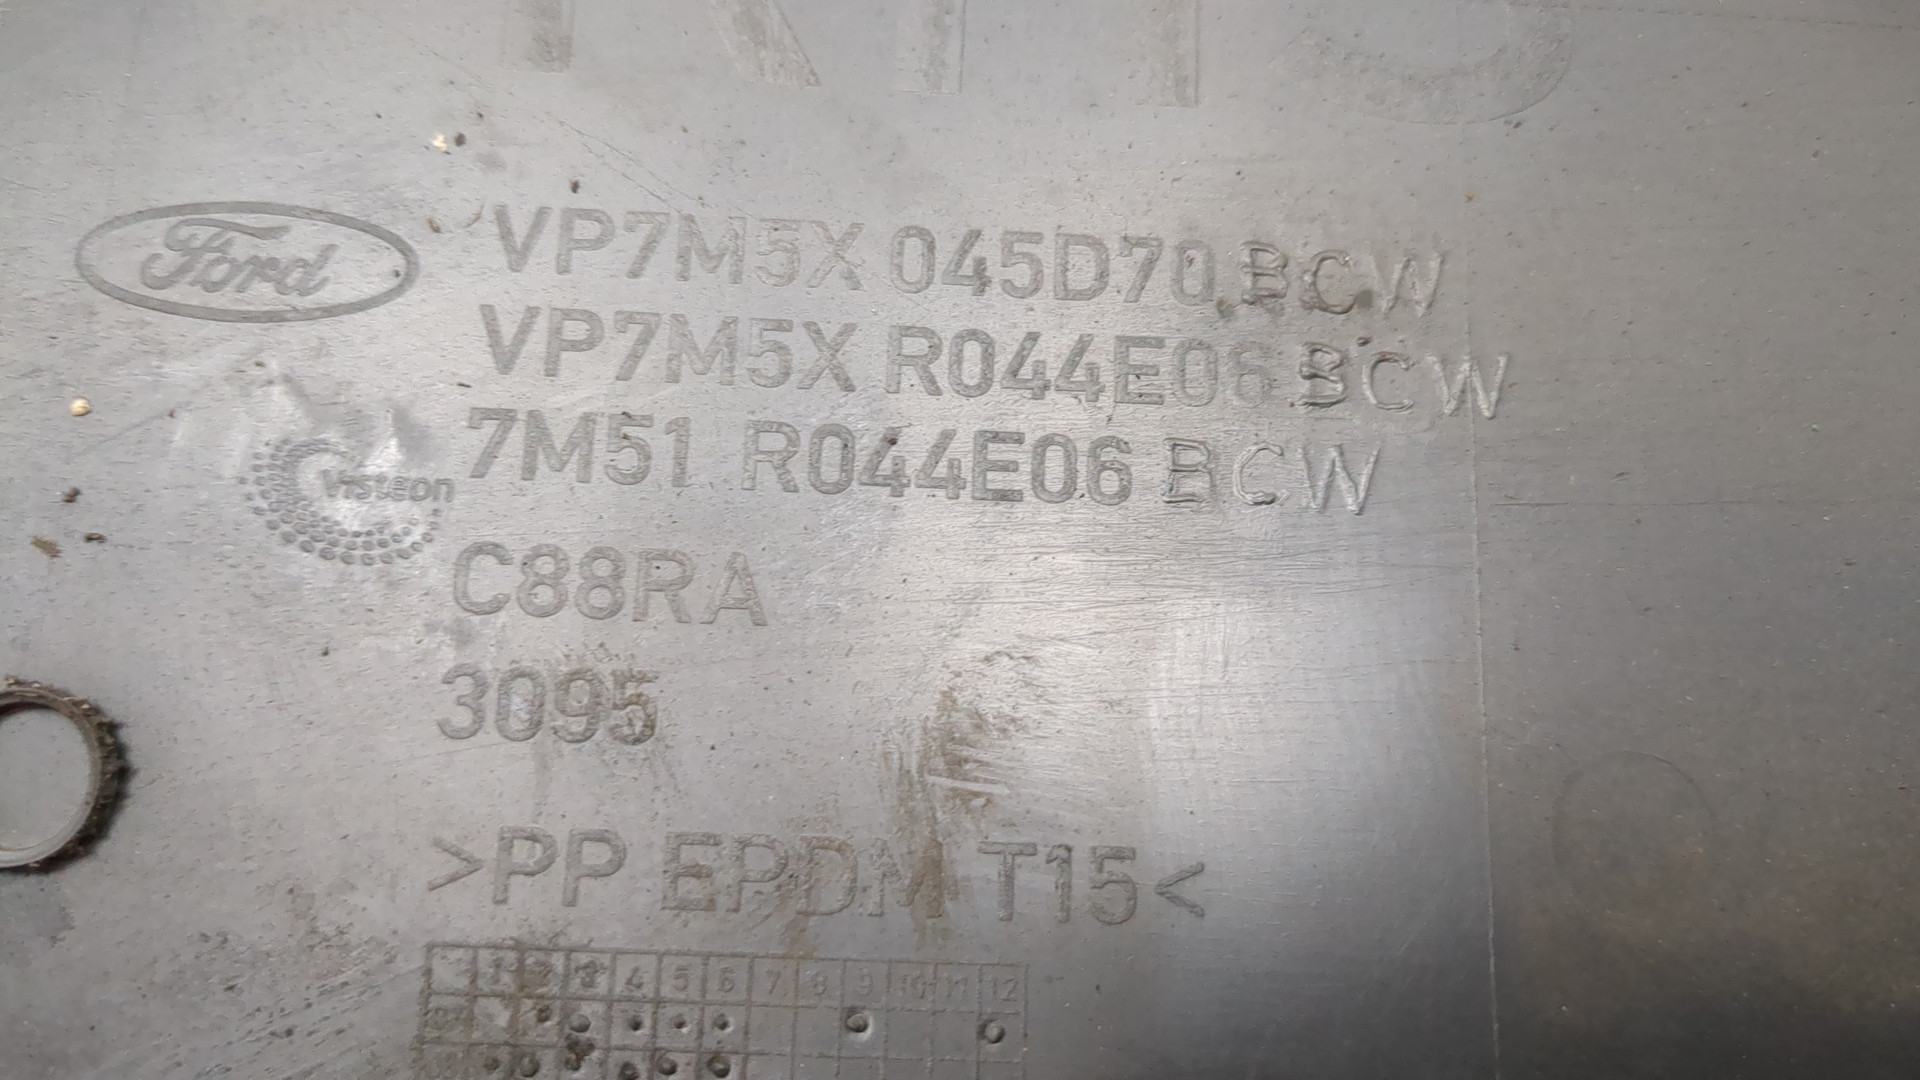 Ford
VP7M5X 045D70 BCW
VP7M5X R044E06 BCW
7M51 R044E06 BCW
Visteon
C88RA
3095
>PP EPDM T15<
1 2 3 4 5 6 7 8 9 10 11 12